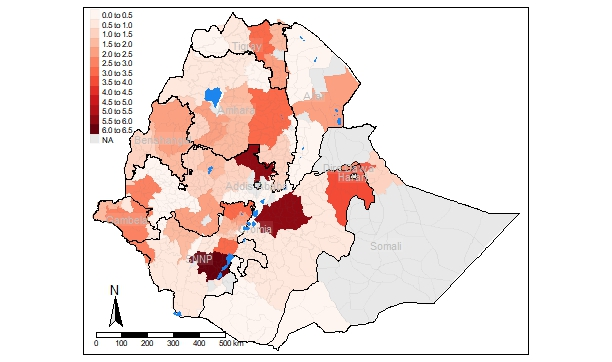 0.0 to 0.5
0.5 to 1.0
1.0 to 1.5
1.5 to 2.0
2.0 to 2.5
2.5 to 3.0
3.0 to 3.5
3.5 to 4.0
4.0 to 4.5
4.5 to 5.0
5.0 to 5.5
5.5 to 6.0
6.0 to 6.5
NA
Tigray
Amhara
Addis
Harari
Somali
SNNP
N
0 100 200 300 400 500 km